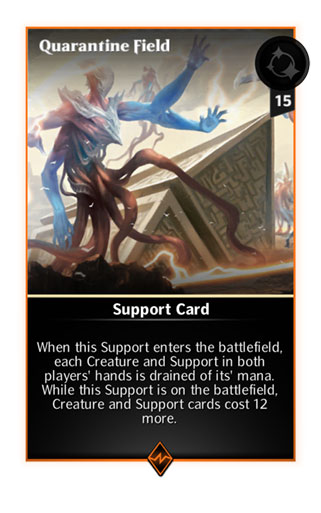 Quarantine Field
15
Support Card
When this Support enters the battlefield,
each Creature and Support in both
players' hands is drained of its' mana.
While this Support is on the battlefield,
Creature and Support cards cost 12
more.